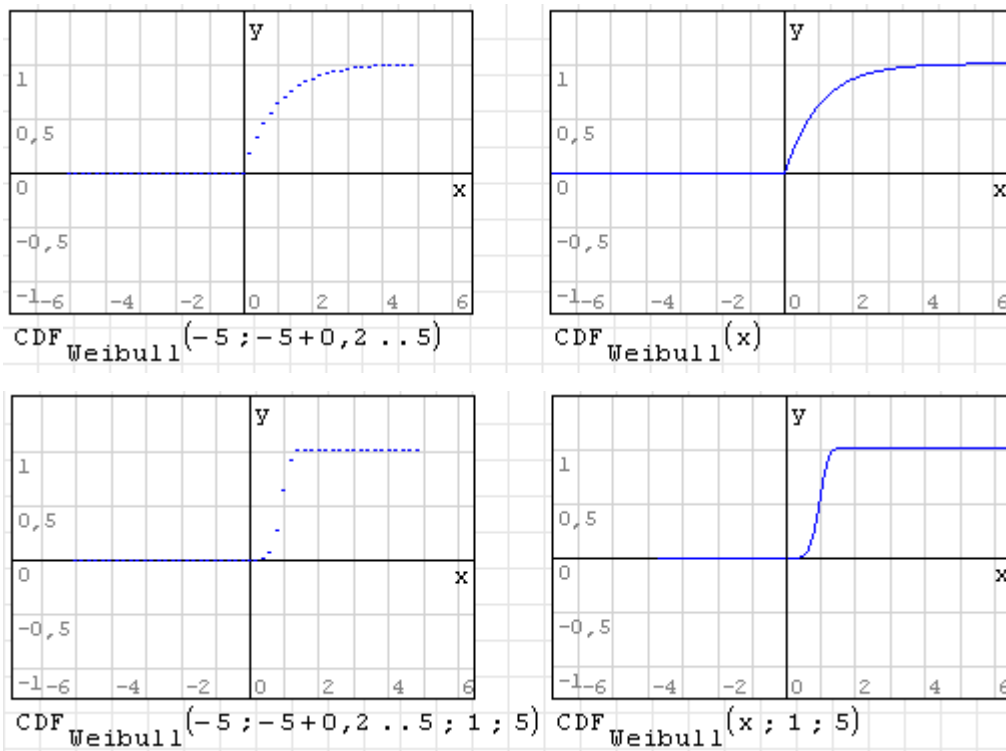 y
1
0,5
0
x
-0,5
-1 -6 -4 -2 0 2 4 6
CDF Weibull(-5;-5+0,2..5)
y
1
0,5
0
x
-0,5
-1 -6 -4 -2 0 2 4 6
CDF Weibull(x)
y
1
0,5
0
x
-0,5
-1 -6 -4 -2 0 2 4 6
CDF Weibull(-5;-5+0,2..5;1;5)
y
1
0,5
0
x
-0,5
-1 -6 -4 -2 0 2 4 6
CDF Weibull(x;1;5)